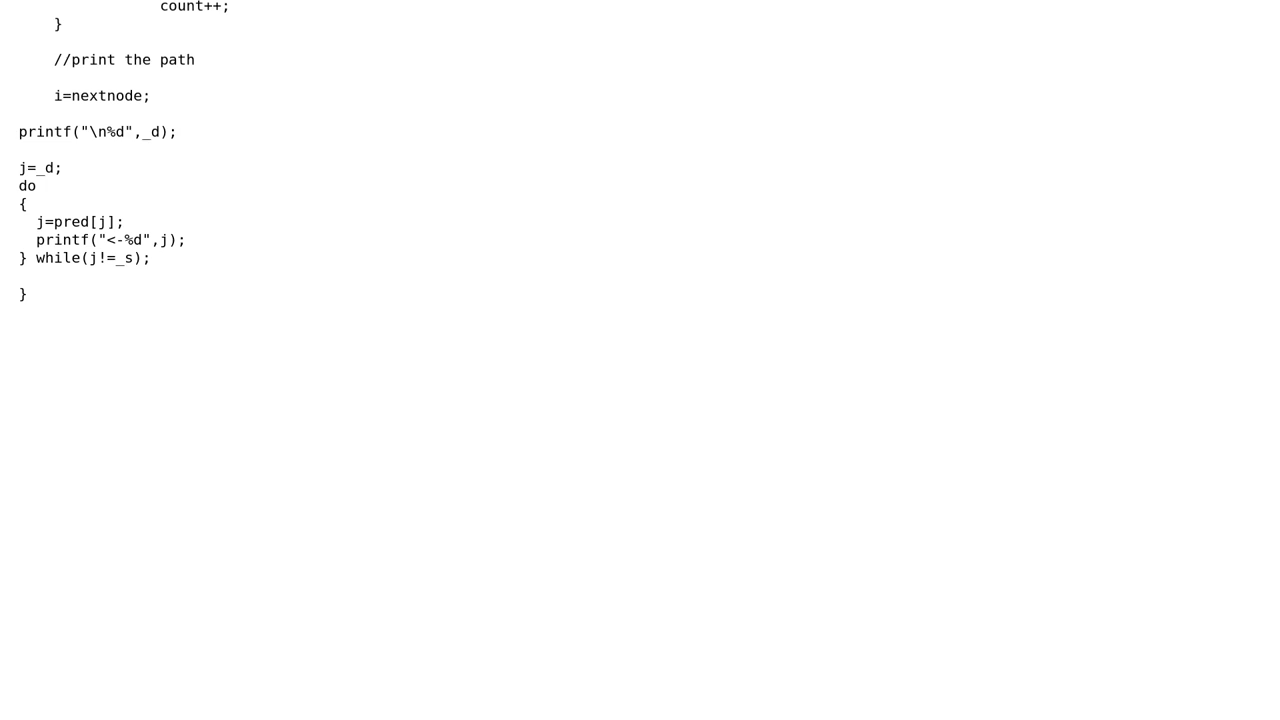 count++;
}
//print the path
i=nextnode;
printf("\n%d",_d);
j=_d;
do
{
j=pred[j];
printf("<-%d",j);
} while(j!=_s);
}